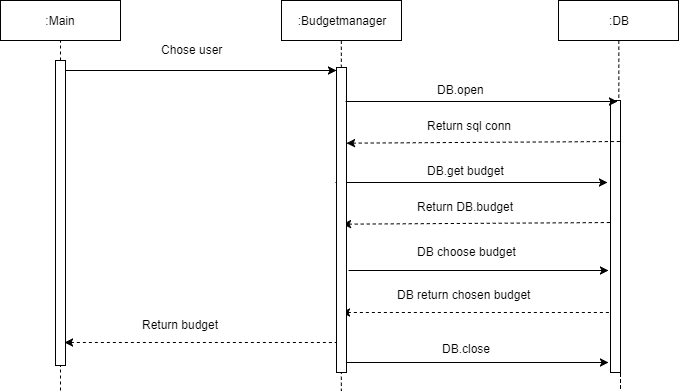 :Main
:Budgetmanager
:DB
Chose user
DB.open
Return sql conn
DB.get budget
Return DB.budget
DB choose budget
DB return chosen budget
Return budget
DB.close